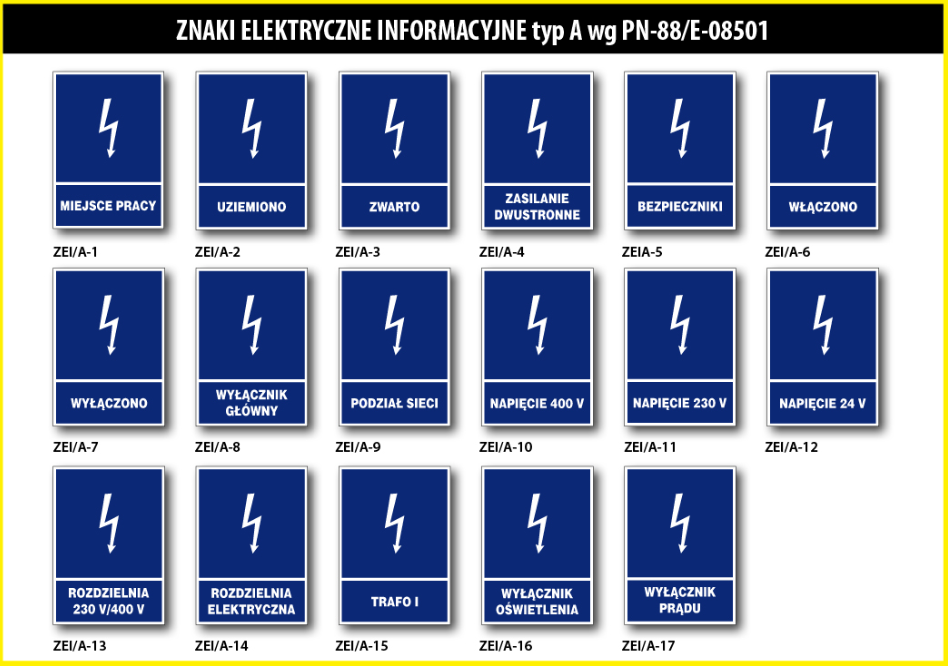 ZNAKI ELEKTRYCZNE INFORMACYJNE typ A wg PN-88/E-08501
MIEJSCE PRACY
ZEI/A-1
UZIEMIONO
ZEI/A-2
ZWARTO
ZEI/A-3
ZASILANIE
DWUSTRONNE
ZEI/A-4
BEZPIECZNIKI
ZEIA-5
WŁĄCZONO
ZEI/A-6
WYŁĄCZONO
ZEI/A-7
WYŁĄCZNIK
GŁÓWNY
ZEI/A-8
PODZIAŁ SIECI
ZEI/A-9
NAPIĘCIE 400 V
ZEI/A-10
NAPIĘCIE 230 V
ZEI/A-11
NAPIĘCIE 24 V
ZEI/A-12
ROZDZIELNIA
230 V/400 V
ZEI/A-13
ROZDZIELNIA
ELEKTRYCZNA
ZEI/A-14
TRAFO I
ZEI/A-15
WYŁĄCZNIK
OŚWIETLENIA
ZEI/A-16
WYŁĄCZNIK
PRĄDU
ZEI/A-17